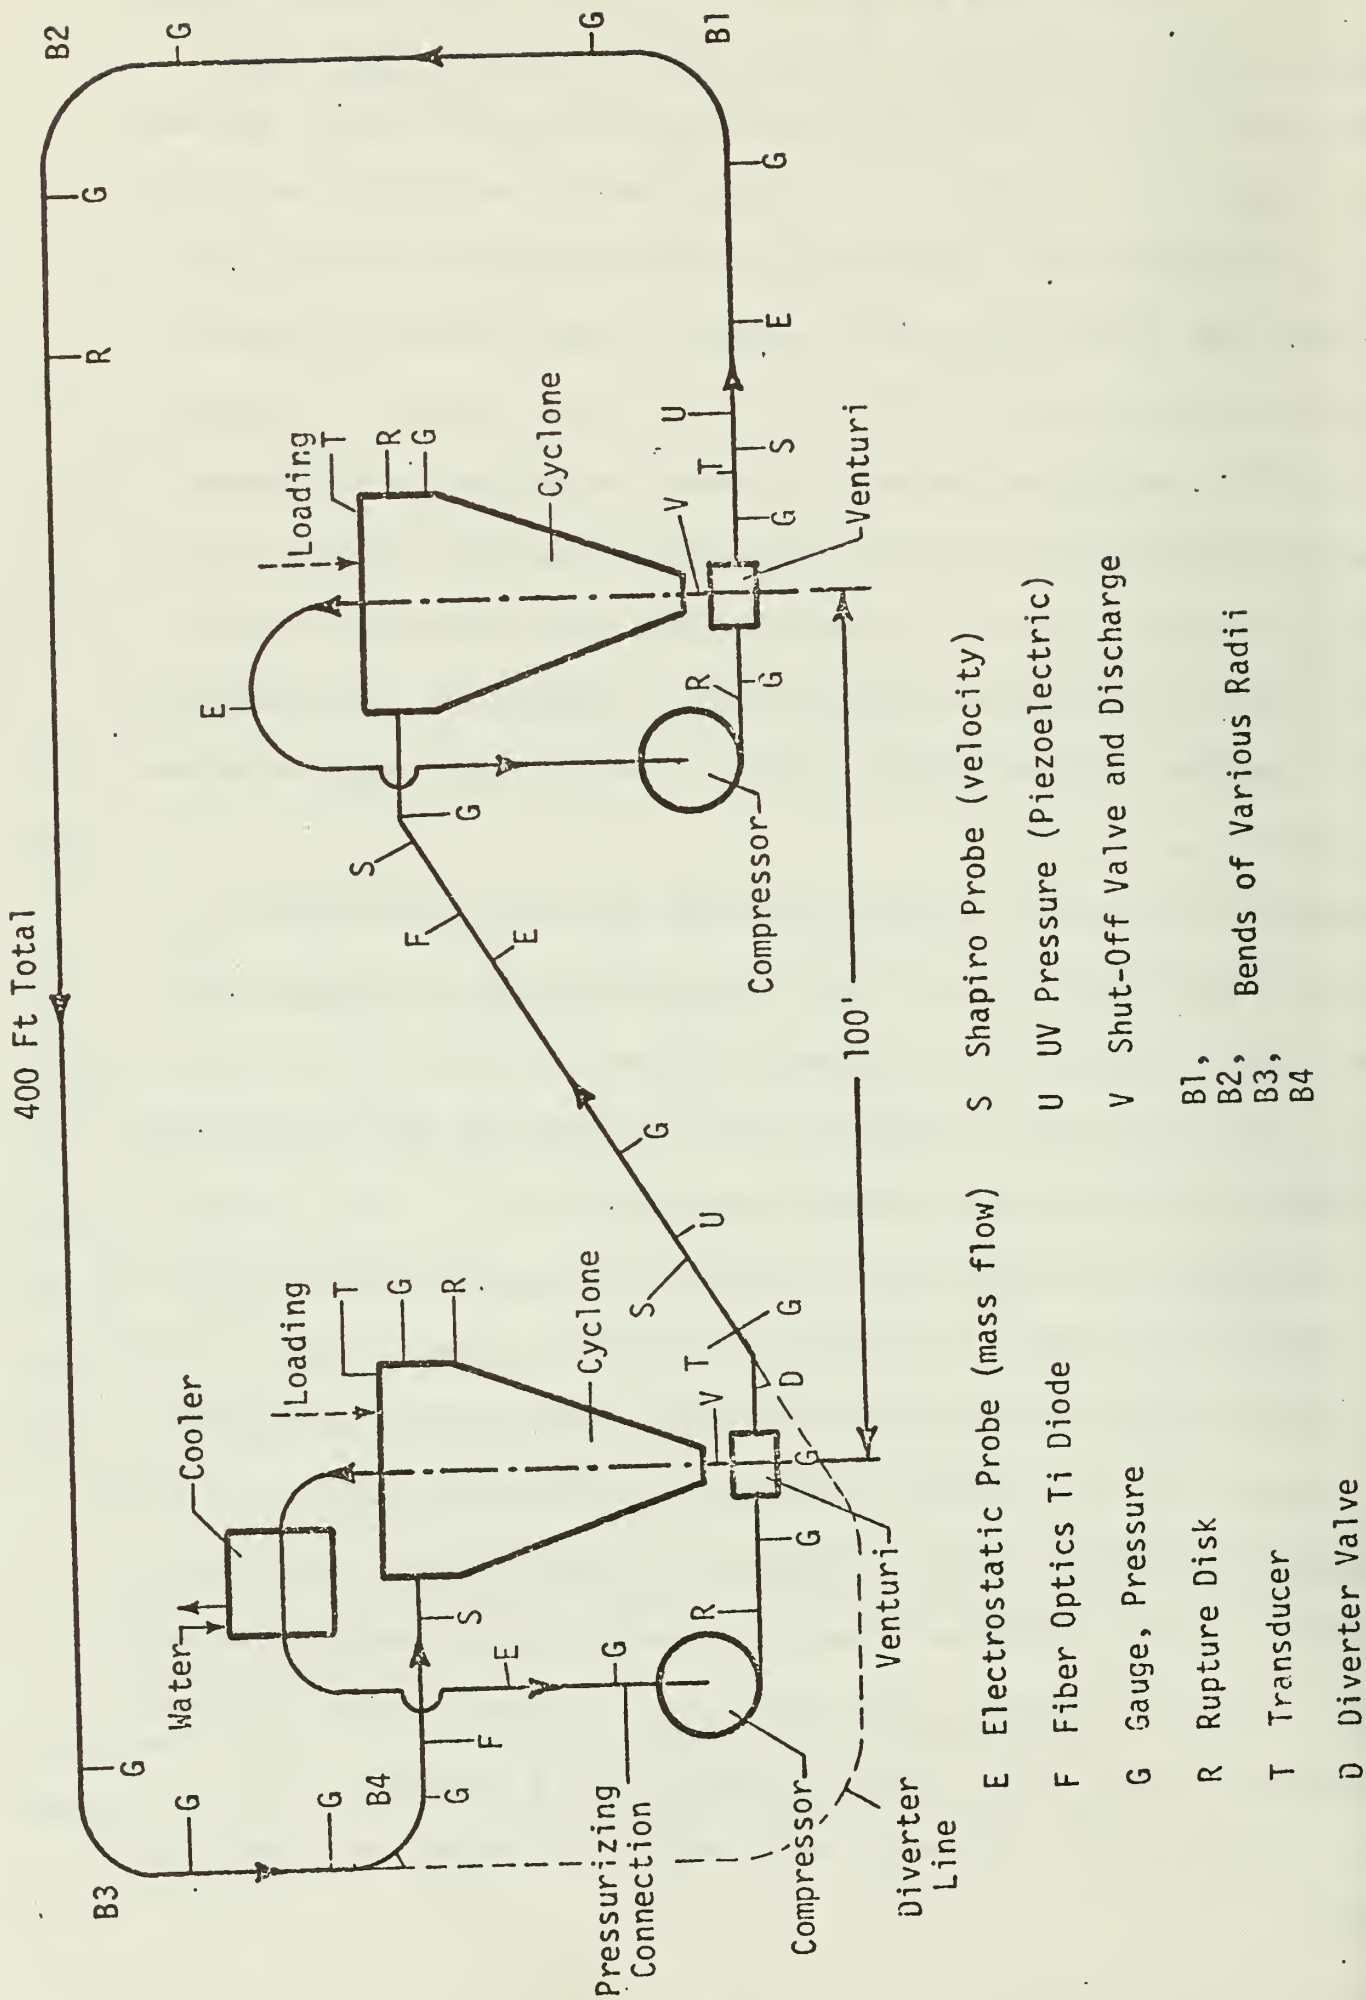 400 Ft Total
B2
G
G
R
G
B1
G
E
U
T
S
G
V
Venturi
Loading
T
R
G
Cyclone
E
G
S
R
G
Compressor
F
E
G
U
S
T
G
100'
Cooler
Water
Loading
T
G
R
Cyclone
V
D
G
G
Venturi
R
S
E
G
F
B4
G
G
G
G
B3
Pressurizing
Connection
Compressor
Diverter
Line
E Electrostatic Probe (mass flow)
F Fiber Optics Ti Diode
G Gauge, Pressure
R Rupture Disk
T Transducer
D Diverter Valve
S Shapiro Probe (velocity)
U UV Pressure (Piezoelectric)
V Shut-Off Valve and Discharge
B1,
B2, Bends of Various Radii
B3,
B4